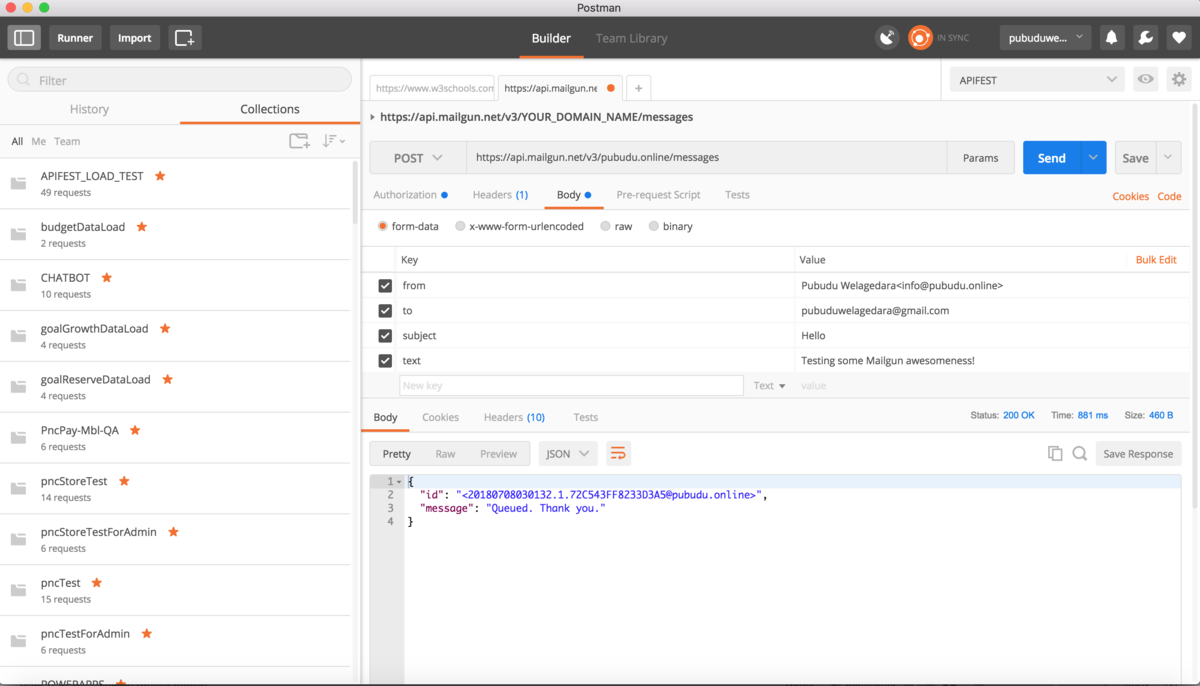 Postman
Runner Import Builder Team Library IN SYNC pubuduwe...
Filter
History Collections
All Me Team
APIFEST_LOAD_TEST
49 requests
budgetDataLoad
2 requests
CHATBOT
10 requests
goalGrowthDataLoad
4 requests
goalReserveDataLoad
4 requests
PncPay-Mbl-QA
6 requests
pncStoreTest
14 requests
pncStoreTestForAdmin
6 requests
pncTest
15 requests
pncTestForAdmin
6 requests
POWERAPPS
https://www.w3schools.con https://api.mailgun.ne + APIFEST
https://api.mailgun.net/v3/YOUR_DOMAIN_NAME/messages
POST https://api.mailgun.net/v3/pubudu.online/messages Params Send Save
Authorization Headers (1) Body Pre-request Script Tests Cookies Code
form-data x-www-form-urlencoded raw binary
Key Value Bulk Edit
from Pubudu Welagedara<info@pubudu.online>
to pubuduwelagedara@gmail.com
subject Hello
text Testing some Mailgun awesomeness!
New key Text value
Body Cookies Headers (10) Tests Status: 200 OK Time: 881 ms Size: 460 B
Pretty Raw Preview JSON Save Response
1 {
2 "id": "<20180708030132.1.72C543FF8233D3A5@pubudu.online>",
3 "message": "Queued. Thank you."
4 }